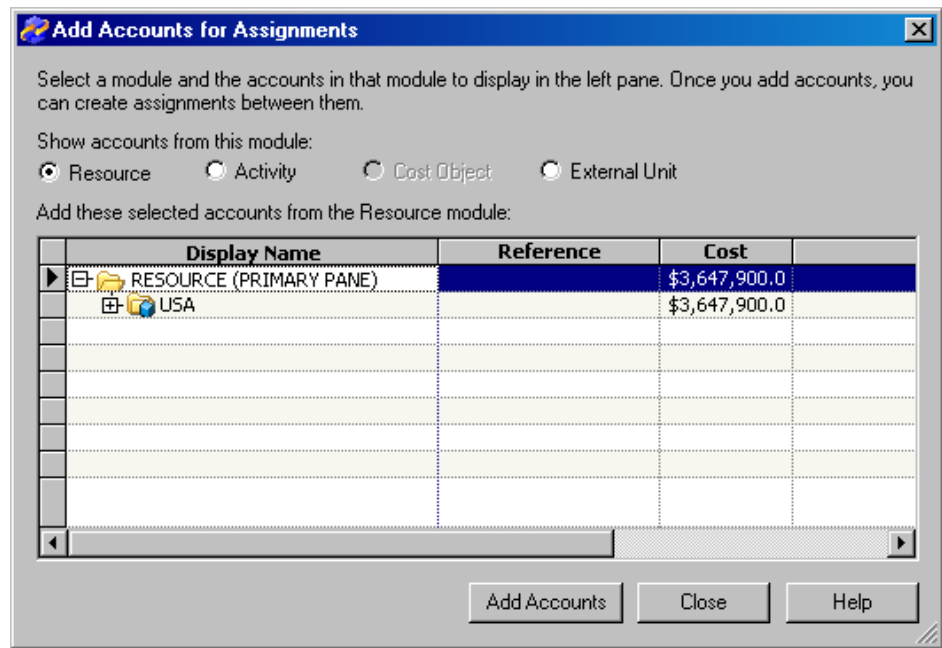 Add Accounts for Assignments
Select a module and the accounts in that module to display in the left pane. Once you add accounts, you
can create assignments between them.
Show accounts from this module:
Resource Activity Cost Object External Unit
Add these selected accounts from the Resource module:
Display Name Reference Cost
RESOURCE (PRIMARY PANE) $3,647,900.0
USA $3,647,900.0
Add Accounts Close Help